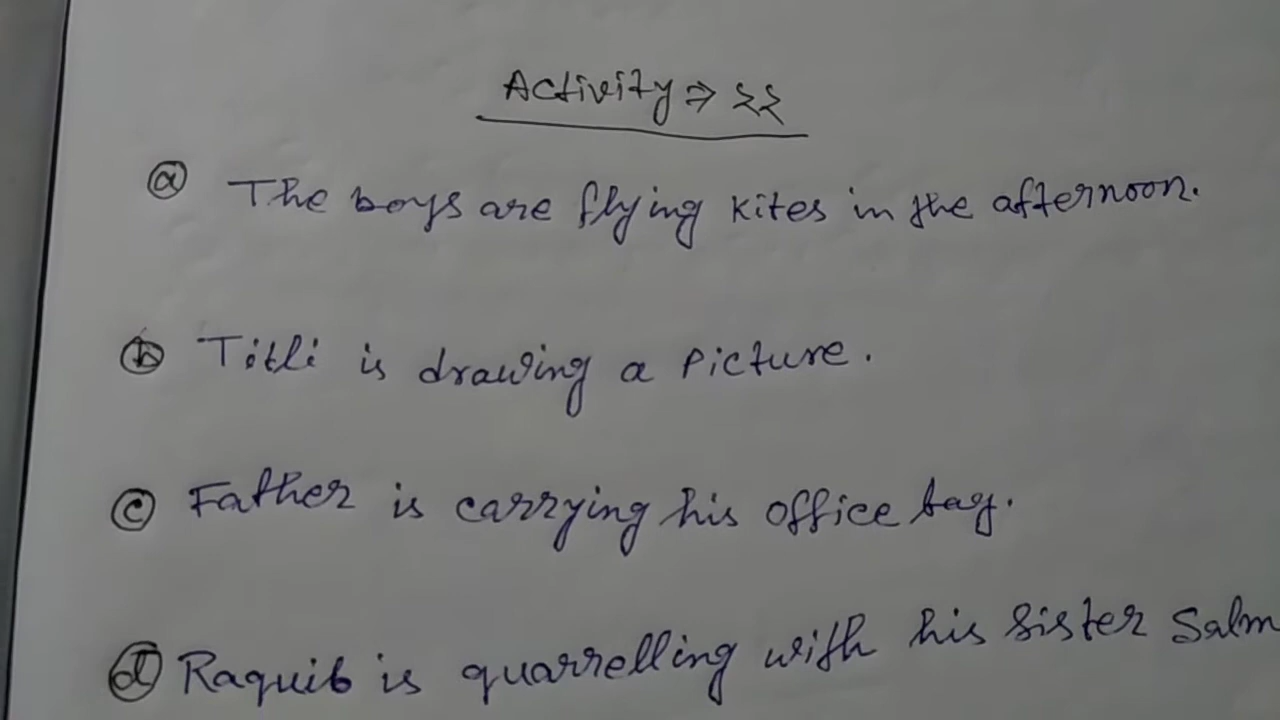 Activity ⇒ 22
(a) The boys are flying kites in the afternoon.
(b) Titli is drawing a picture.
(c) Father is carrying his office bag.
(d) Raquib is quarrelling with his sister Salm